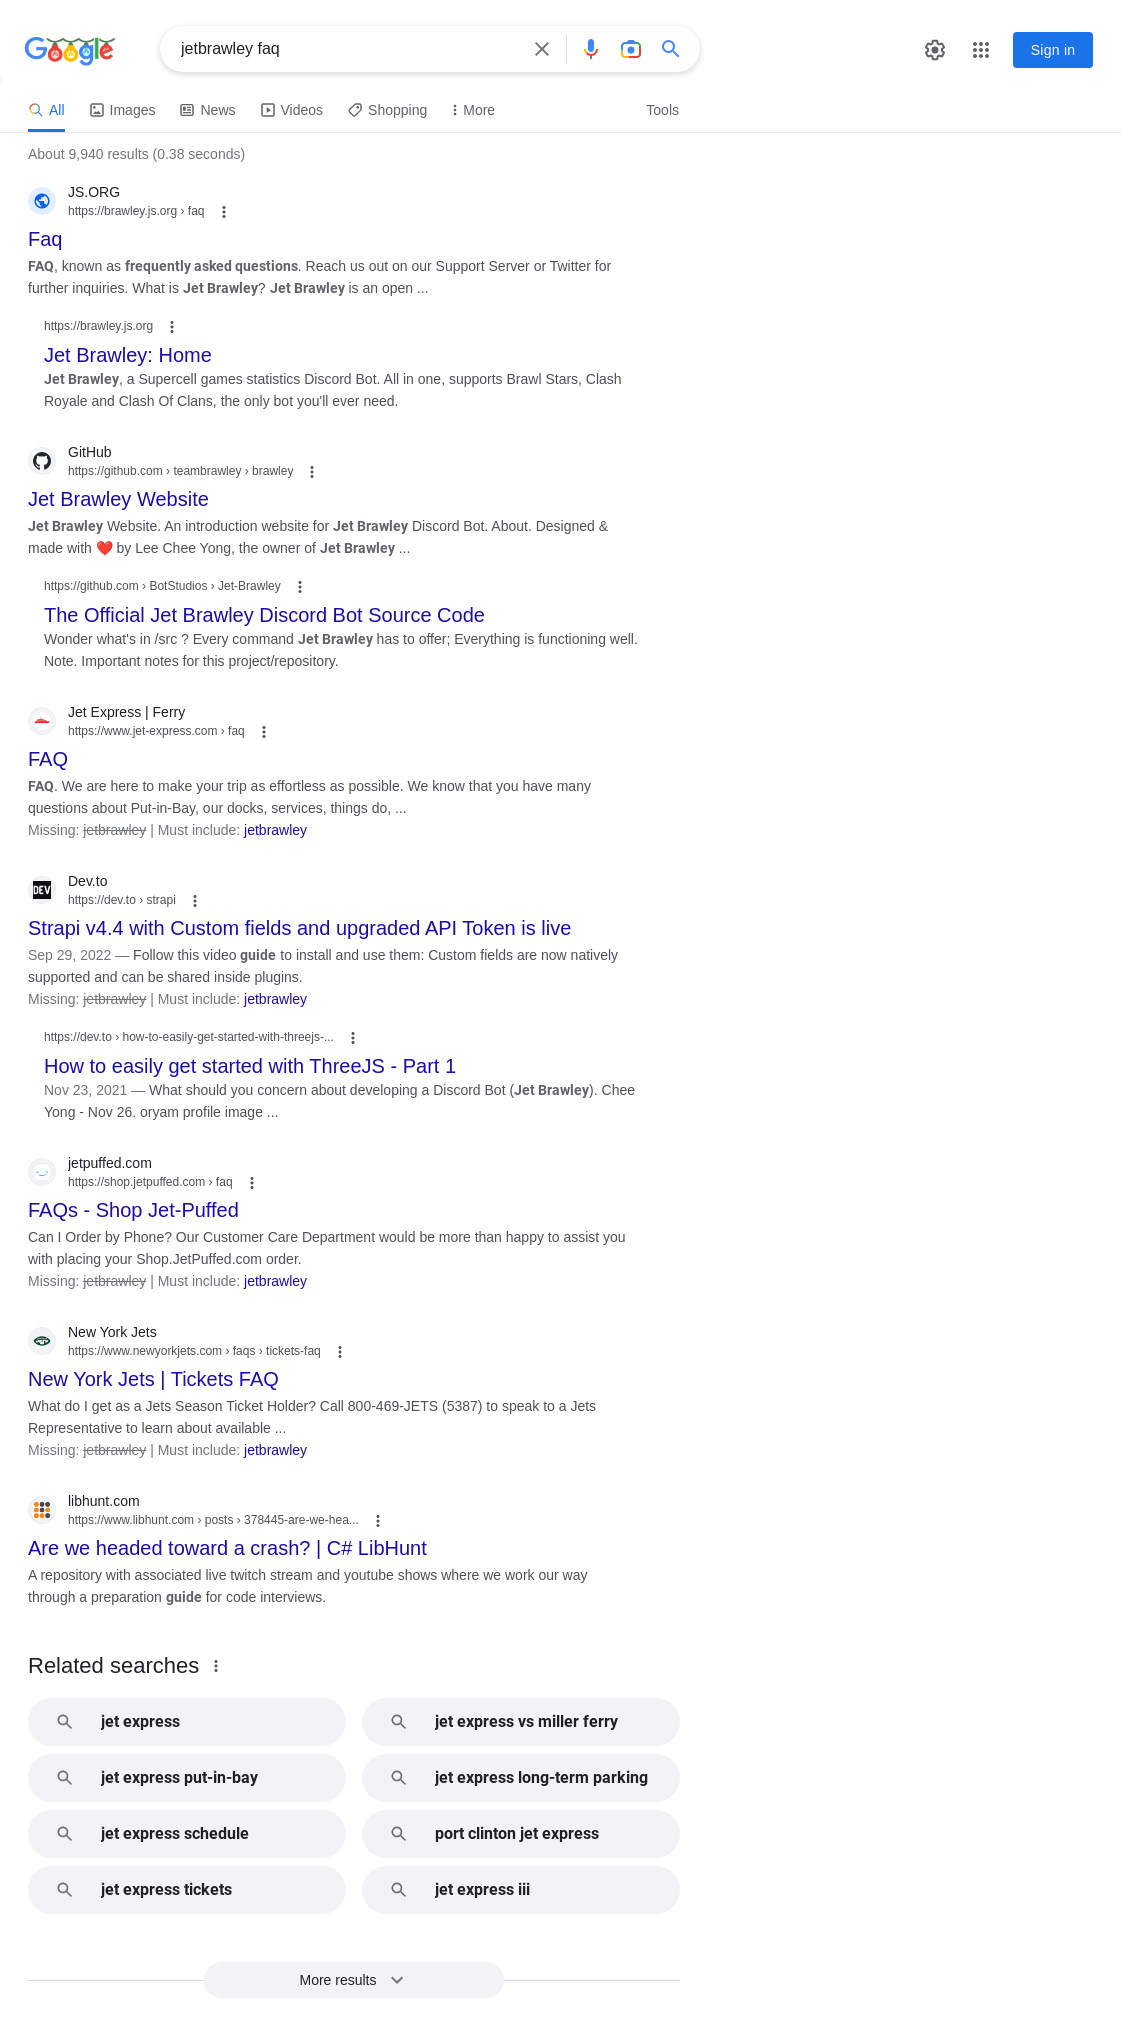 Google
jetbrawley faq
Sign in
All
Images
News
Videos
Shopping
More
Tools
About 9,940 results (0.38 seconds)
JS.ORG
https://brawley.js.org › faq
Faq
FAQ, known as frequently asked questions. Reach us out on our Support Server or Twitter for
further inquiries. What is Jet Brawley? Jet Brawley is an open ...
https://brawley.js.org
Jet Brawley: Home
Jet Brawley, a Supercell games statistics Discord Bot. All in one, supports Brawl Stars, Clash
Royale and Clash Of Clans, the only bot you'll ever need.
GitHub
https://github.com › teambrawley › brawley
Jet Brawley Website
Jet Brawley Website. An introduction website for Jet Brawley Discord Bot. About. Designed &
made with ❤️ by Lee Chee Yong, the owner of Jet Brawley ...
https://github.com › BotStudios › Jet-Brawley
The Official Jet Brawley Discord Bot Source Code
Wonder what's in /src ? Every command Jet Brawley has to offer; Everything is functioning well.
Note. Important notes for this project/repository.
Jet Express | Ferry
https://www.jet-express.com › faq
FAQ
FAQ. We are here to make your trip as effortless as possible. We know that you have many
questions about Put-in-Bay, our docks, services, things do, ...
Missing: jetbrawley | Must include: jetbrawley
DEV
Dev.to
https://dev.to › strapi
Strapi v4.4 with Custom fields and upgraded API Token is live
Sep 29, 2022 — Follow this video guide to install and use them: Custom fields are now natively
supported and can be shared inside plugins.
Missing: jetbrawley | Must include: jetbrawley
https://dev.to › how-to-easily-get-started-with-threejs-...
How to easily get started with ThreeJS - Part 1
Nov 23, 2021 — What should you concern about developing a Discord Bot (Jet Brawley). Chee
Yong - Nov 26. oryam profile image ...
jetpuffed.com
https://shop.jetpuffed.com › faq
FAQs - Shop Jet-Puffed
Can I Order by Phone? Our Customer Care Department would be more than happy to assist you
with placing your Shop.JetPuffed.com order.
Missing: jetbrawley | Must include: jetbrawley
New York Jets
https://www.newyorkjets.com › faqs › tickets-faq
New York Jets | Tickets FAQ
What do I get as a Jets Season Ticket Holder? Call 800-469-JETS (5387) to speak to a Jets
Representative to learn about available ...
Missing: jetbrawley | Must include: jetbrawley
libhunt.com
https://www.libhunt.com › posts › 378445-are-we-hea...
Are we headed toward a crash? | C# LibHunt
A repository with associated live twitch stream and youtube shows where we work our way
through a preparation guide for code interviews.
Related searches
jet express
jet express vs miller ferry
jet express put-in-bay
jet express long-term parking
jet express schedule
port clinton jet express
jet express tickets
jet express iii
More results